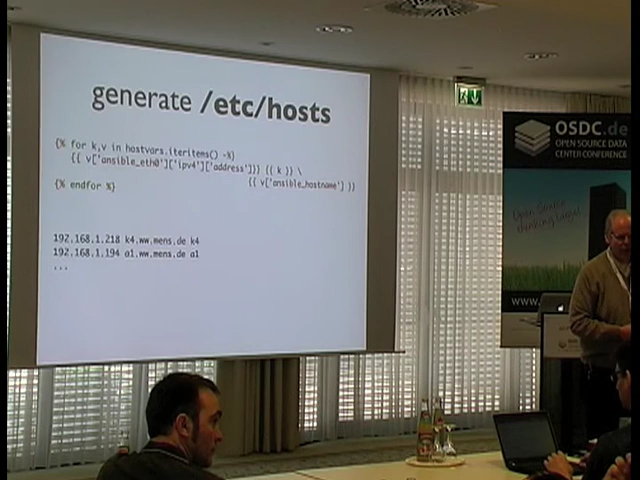 generate /etc/hosts
{% for k,v in hostvars.iteritems() -%}
{{ v['ansible_eth0']['ipv4']['address']}} {{ k }} \
{{ v['ansible_hostname'] }}
{% endfor %}
192.168.1.218 k4.ww.mens.de k4
192.168.1.194 a1.ww.mens.de a1
...
OSDC.de
OPEN SOURCE DATA
CENTER CONFERENCE
Open Source
thinking large!
www.